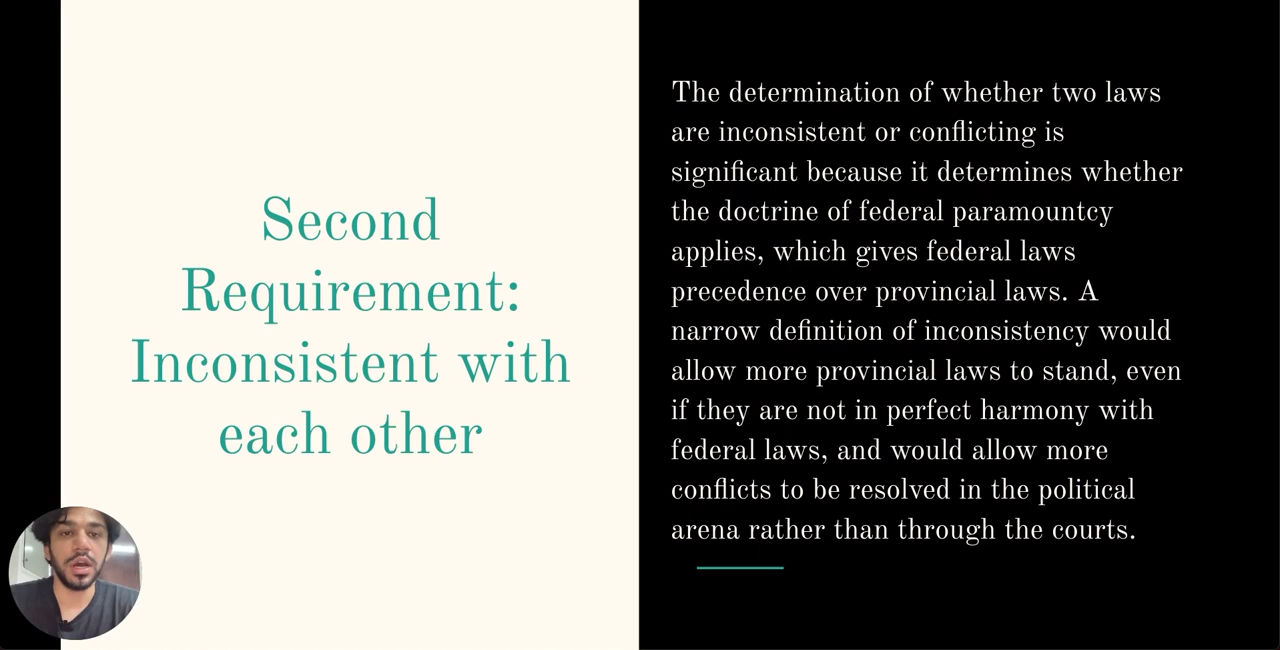 Second
Requirement:
Inconsistent with
each other
The determination of whether two laws
are inconsistent or conflicting is
significant because it determines whether
the doctrine of federal paramountcy
applies, which gives federal laws
precedence over provincial laws. A
narrow definition of inconsistency would
allow more provincial laws to stand, even
if they are not in perfect harmony with
federal laws, and would allow more
conflicts to be resolved in the political
arena rather than through the courts.